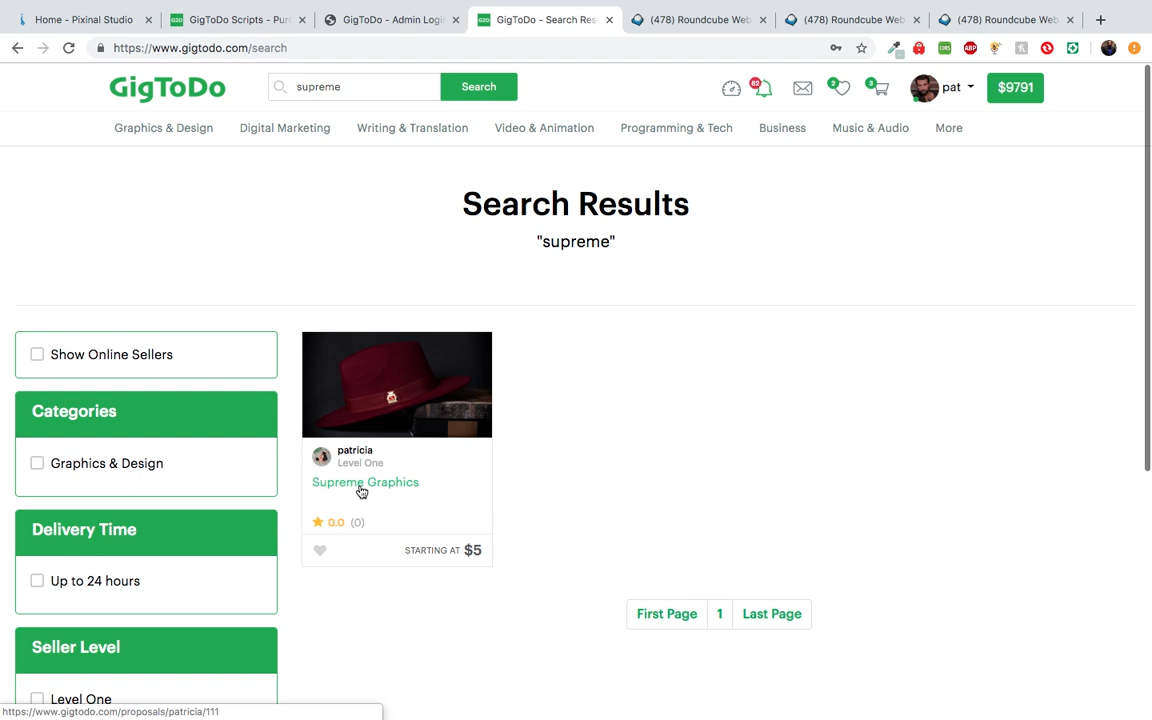 Home - Pixinal Studio
GigToDo Scripts - Pur
GigToDo - Admin Login
GigToDo - Search Res
(478) Roundcube Web
(478) Roundcube Web
(478) Roundcube Web
https://www.gigtodo.com/search
GigToDo
supreme
Search
62
2
3
pat
$9791
Graphics & Design
Digital Marketing
Writing & Translation
Video & Animation
Programming & Tech
Business
Music & Audio
More
Search Results
"supreme"
Show Online Sellers
Categories
Graphics & Design
Delivery Time
Up to 24 hours
Seller Level
Level One
patricia
Level One
Supreme Graphics
0.0 (0)
STARTING AT $5
First Page
1
Last Page
https://www.gigtodo.com/proposals/patricia/111